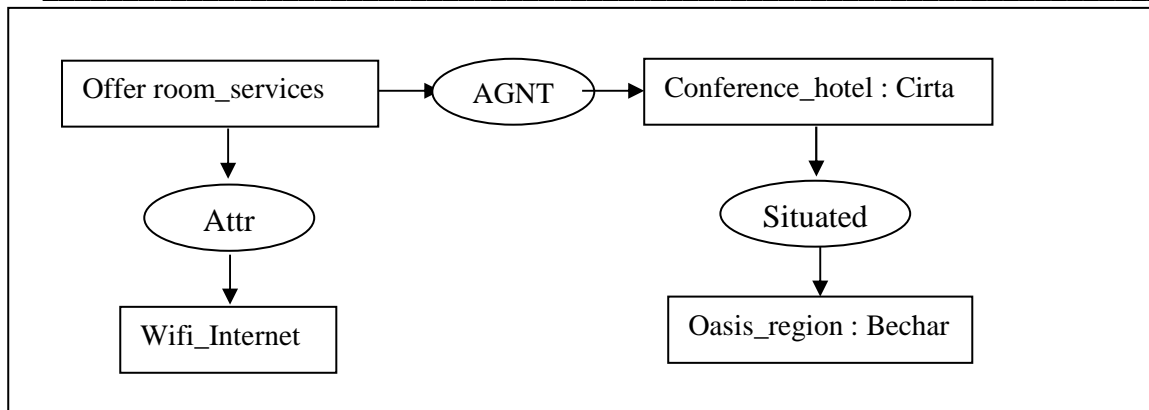 Offer room_services
AGNT
Conference_hotel : Cirta
Attr
Situated
Wifi_Internet
Oasis_region : Bechar